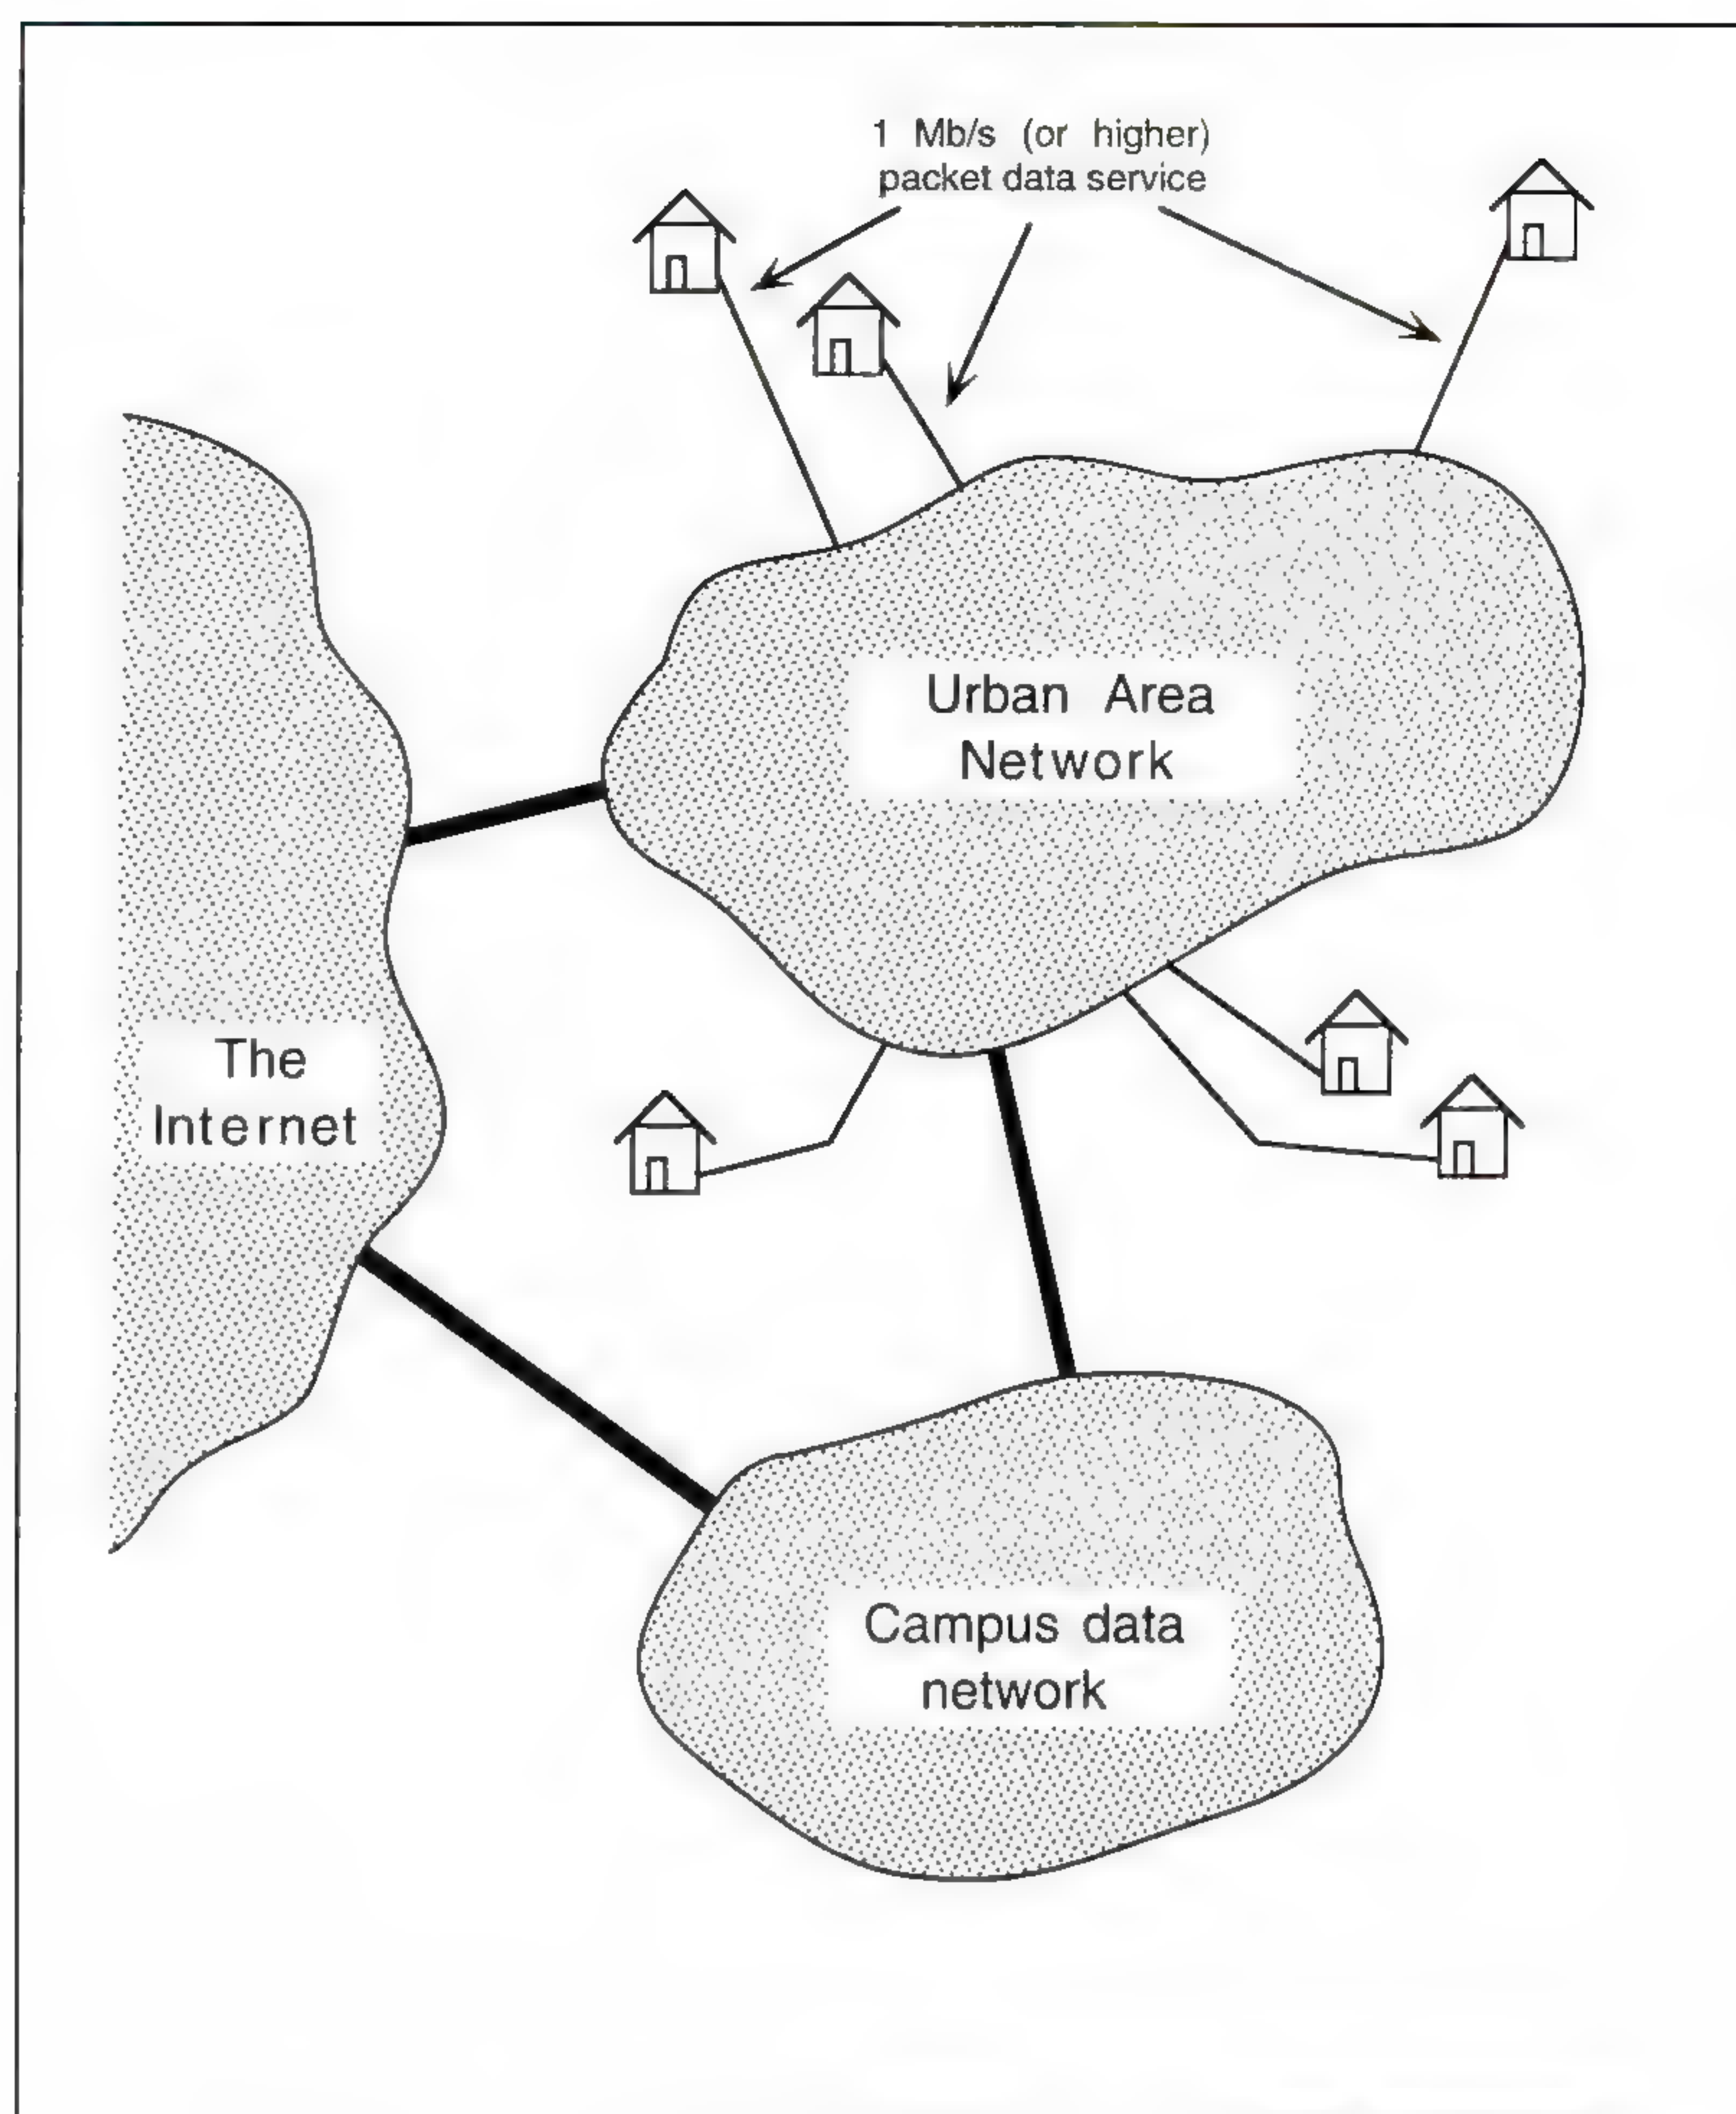 1 Mb/s (or higher)
packet data service
Urban Area
Network
The
Internet
Campus data
network